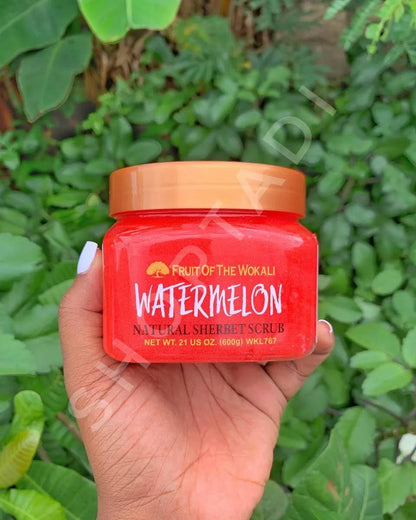 FRUIT OF THE WOKALI
WATERMELON
NATURAL SHERBET SCRUB
NET WT. 21 US OZ. (600g) WKL767